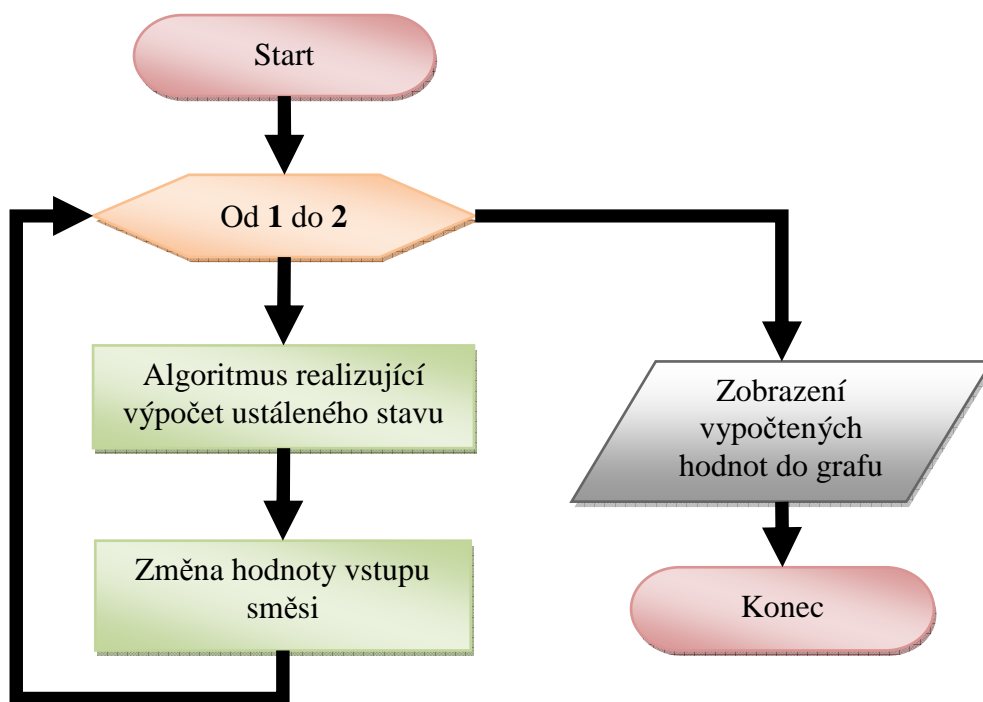 Start
Od 1 do 2
Algoritmus realizující
výpočet ustáleného stavu
Změna hodnoty vstupu
směsi
Zobrazení
vypočtených
hodnot do grafu
Konec